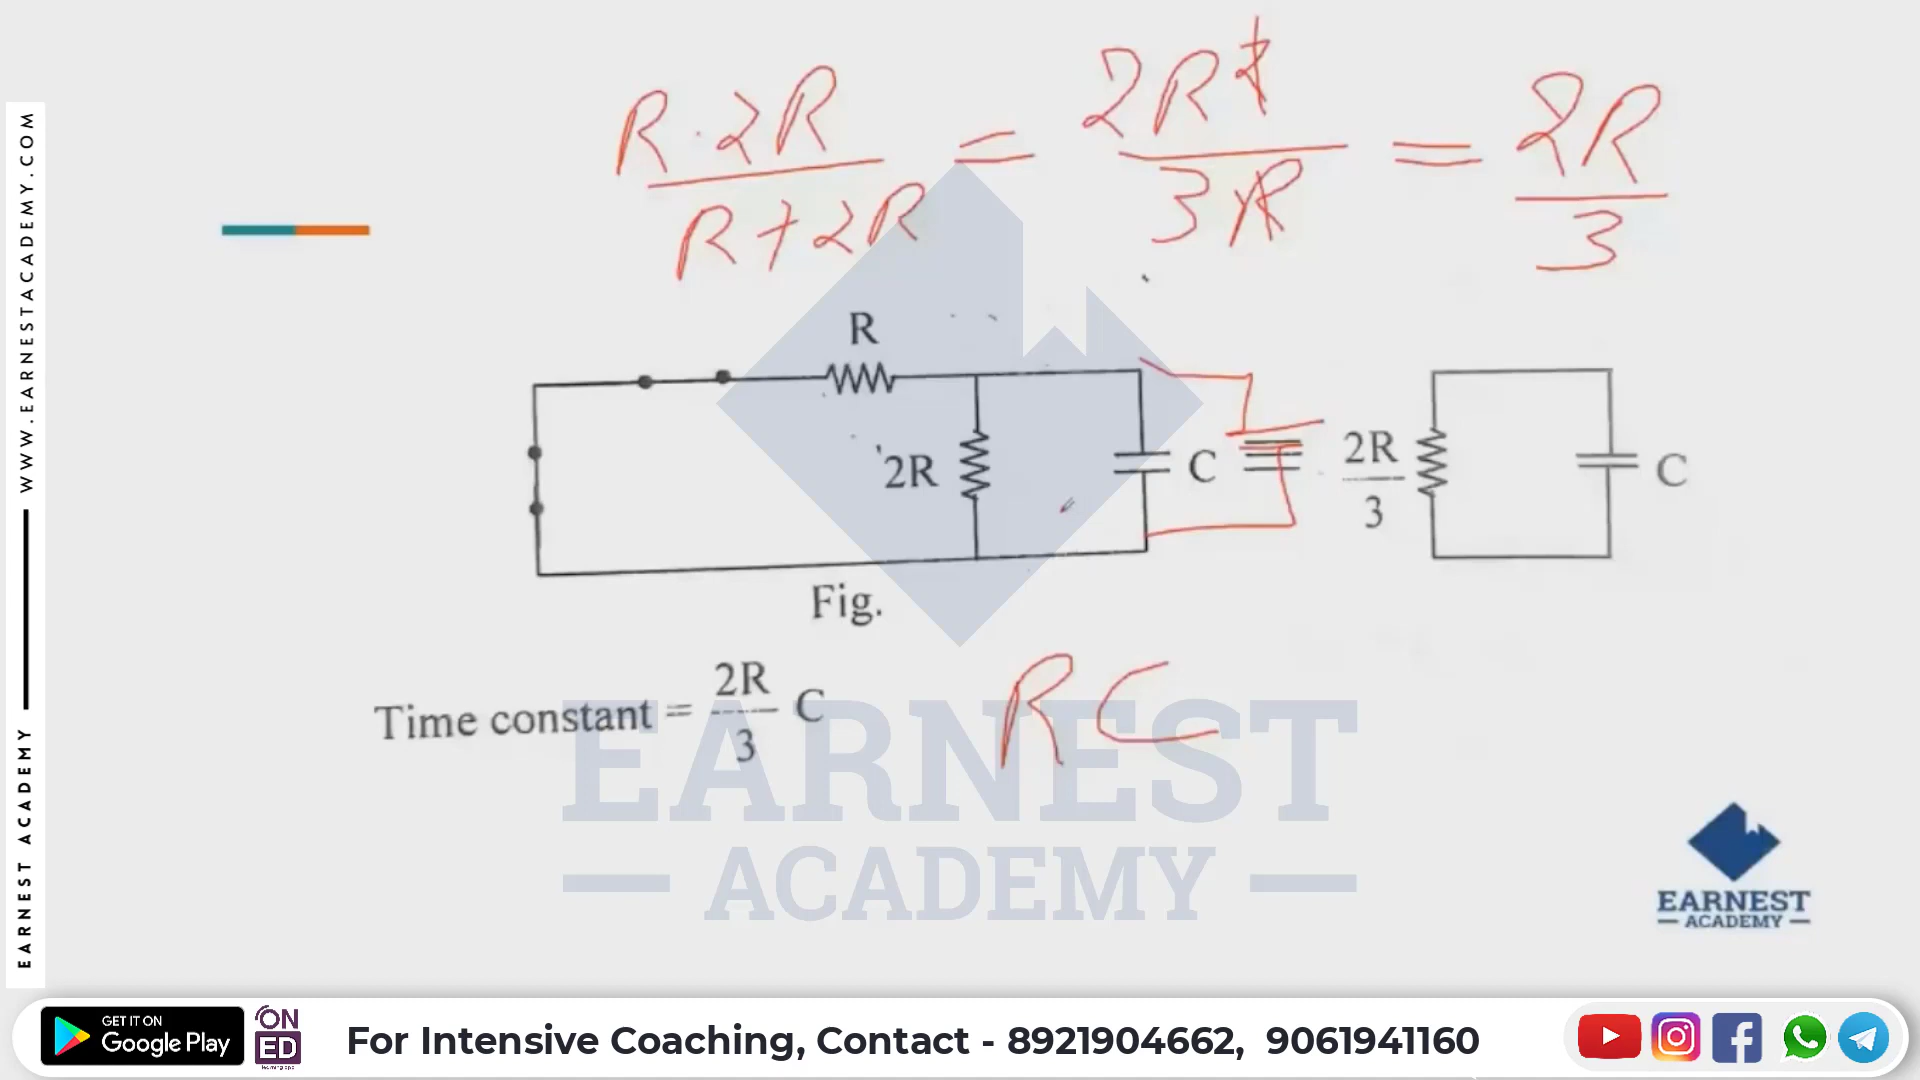 R · 2R / R + 2R = 2R² / 3R = 2R / 3
R
2R
C
2R
3
C
Fig.
Time constant = 2R/3 C
RC
EARNEST
ACADEMY
EARNEST
ACADEMY
EARNEST ACADEMY WWW.EARNESTACADEMY.COM
GET IT ON
Google Play
ON
ED
For Intensive Coaching, Contact - 8921904662, 9061941160